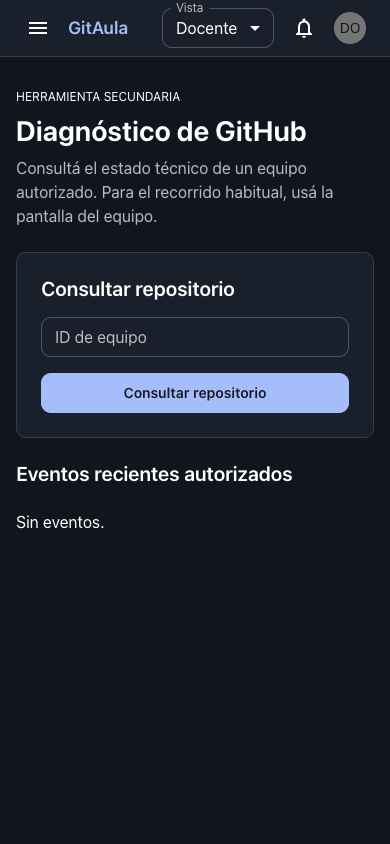 GitAula
Vista
Docente
DO
HERRAMIENTA SECUNDARIA
Diagnóstico de GitHub
Consultá el estado técnico de un equipo
autorizado. Para el recorrido habitual, usá la
pantalla del equipo.
Consultar repositorio
ID de equipo
Consultar repositorio
Eventos recientes autorizados
Sin eventos.